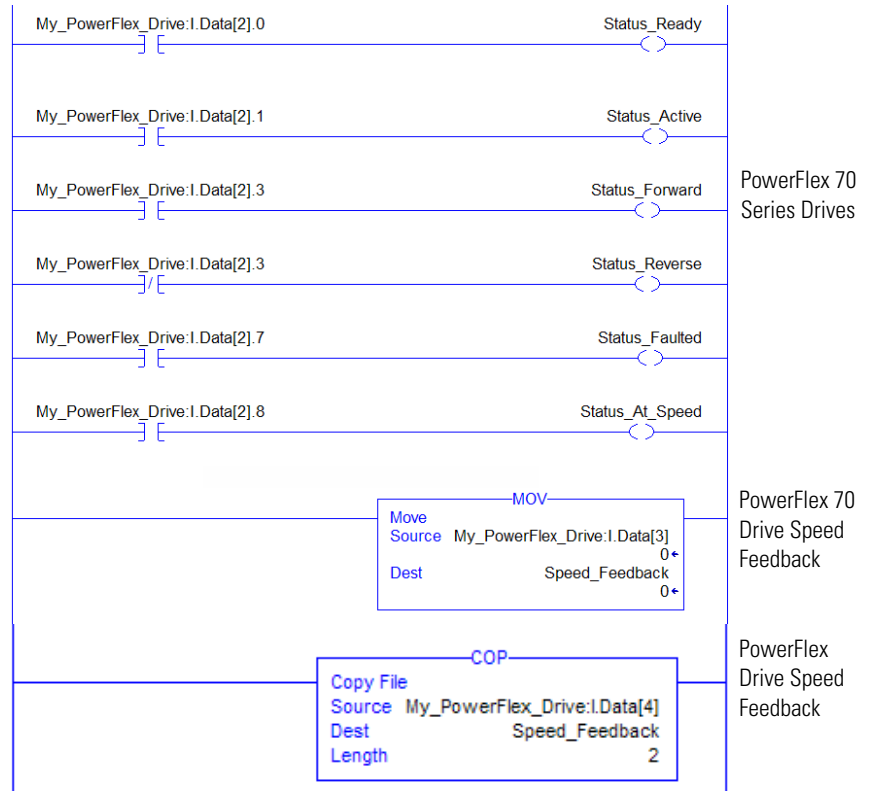 My_PowerFlex_Drive:I.Data[2].0 Status_Ready
My_PowerFlex_Drive:I.Data[2].1 Status_Active
My_PowerFlex_Drive:I.Data[2].3 Status_Forward
PowerFlex 70
Series Drives
My_PowerFlex_Drive:I.Data[2].3 Status_Reverse
My_PowerFlex_Drive:I.Data[2].7 Status_Faulted
My_PowerFlex_Drive:I.Data[2].8 Status_At_Speed
MOV
Move
Source My_PowerFlex_Drive:I.Data[3]
0
Dest Speed_Feedback
0
PowerFlex 70
Drive Speed
Feedback
COP
Copy File
Source My_PowerFlex_Drive:I.Data[4]
Dest Speed_Feedback
Length 2
PowerFlex
Drive Speed
Feedback